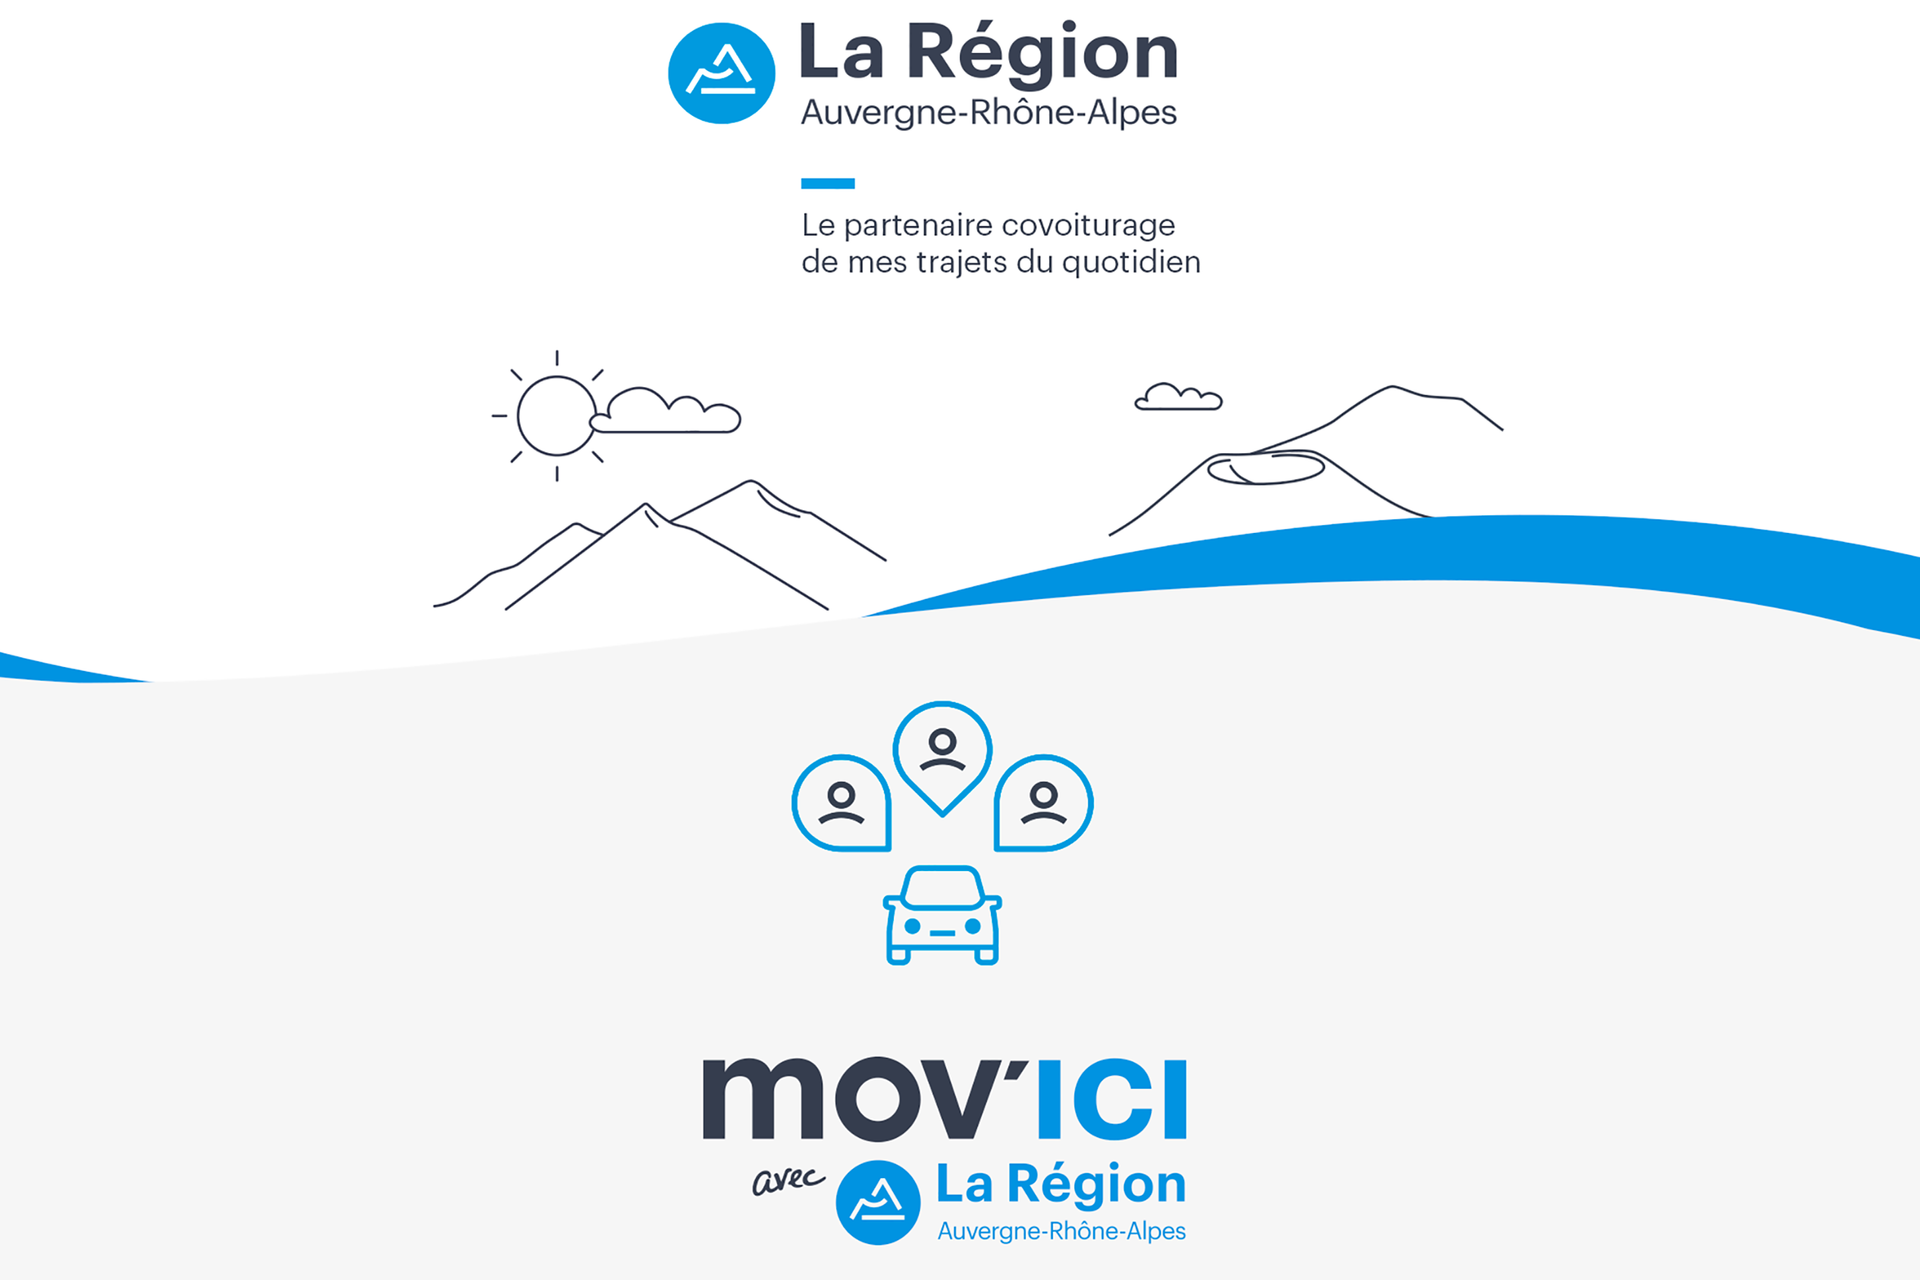 La Région
Auvergne-Rhône-Alpes
Le partenaire covoiturage
de mes trajets du quotidien
mov'ICI
avec La Région
Auvergne-Rhône-Alpes